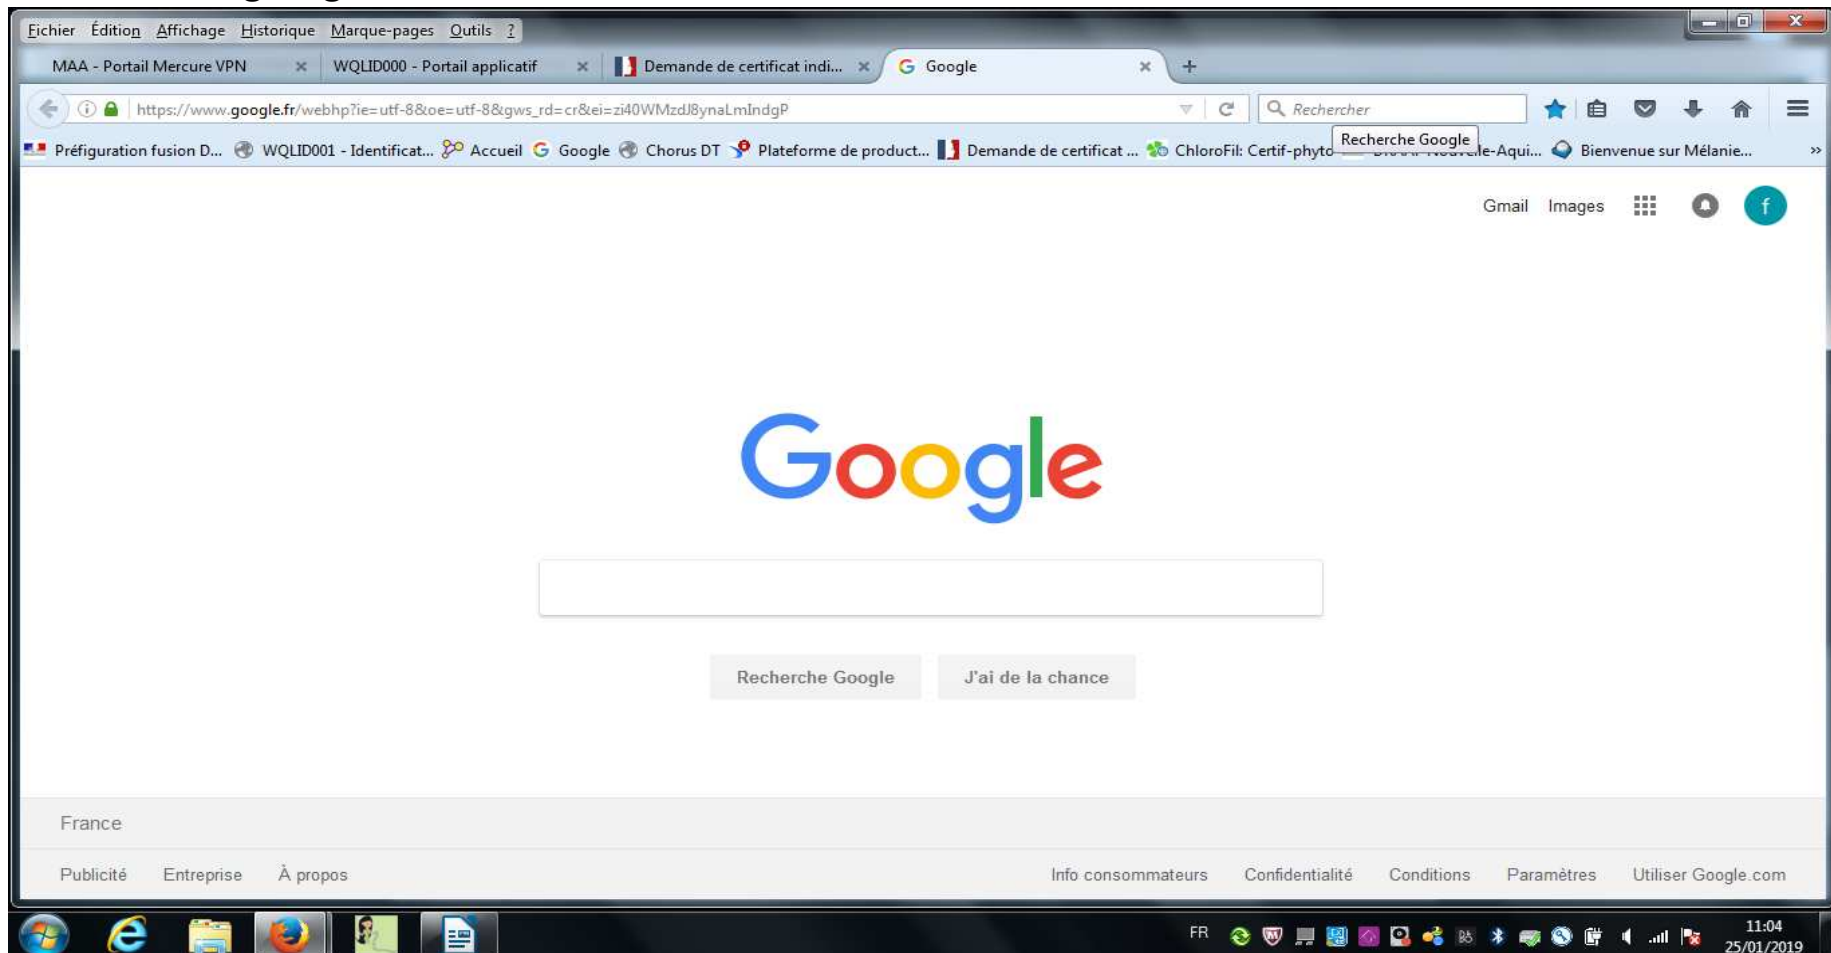 Fichier Édition Affichage Historique Marque-pages Outils ?
MAA - Portail Mercure VPN WQLID000 - Portail applicatif Demande de certificat indi... Google
https://www.google.fr/webhp?ie=utf-8&oe=utf-8&gws_rd=cr&ei=zi40WMzdJ8ynaLmIndgP Rechercher
Préfiguration fusion D... WQLID001 - Identificat... Accueil Google Chorus DT Plateforme de product... Demande de certificat ... ChloroFil: Certif-phyto le-Aqui... Bienvenue sur Mélanie... »
Recherche Google
Gmail Images f
Google
Recherche Google J'ai de la chance
France
Publicité Entreprise À propos Info consommateurs Confidentialité Conditions Paramètres Utiliser Google.com
FR 11:04
25/01/2019